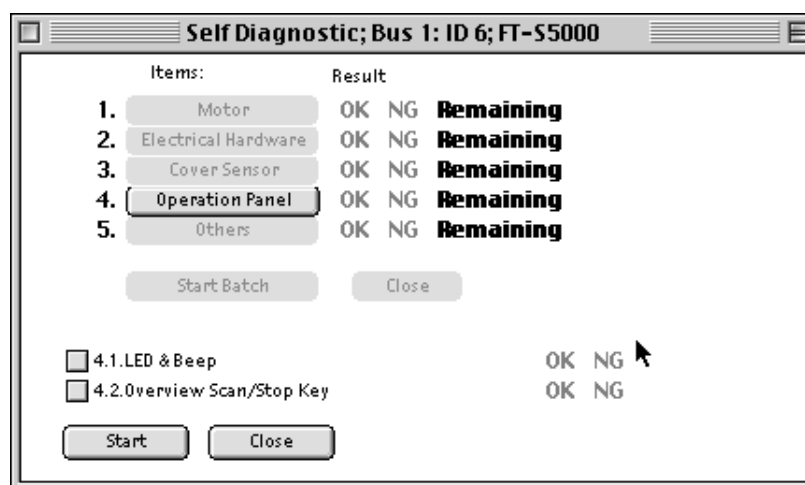 Self Diagnostic; Bus 1: ID 6; FT-S5000
Items: Result
1. Motor OK NG Remaining
2. Electrical Hardware OK NG Remaining
3. Cover Sensor OK NG Remaining
4. Operation Panel OK NG Remaining
5. Others OK NG Remaining
Start Batch Close
4.1.LED & Beep OK NG
4.2.Overview Scan/Stop Key OK NG
Start Close